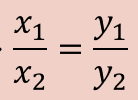 x₁/x₂ = y₁/y₂